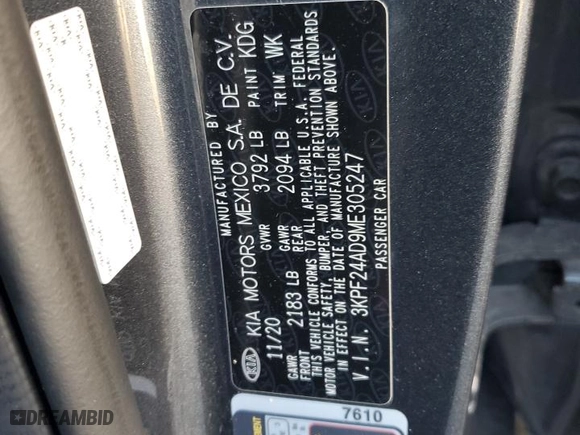 MANUFACTURED BY
KIA KIA MOTORS MEXICO S.A. DE C.V.
11/20 GVWR 3792 LB PAINT KDG
GAWR FRONT 2183 LB GAWR REAR 2094 LB TRIM WK
THIS VEHICLE CONFORMS TO ALL APPLICABLE U.S.A. FEDERAL
MOTOR VEHICLE SAFETY, BUMPER, AND THEFT PREVENTION STANDARDS
IN EFFECT ON THE DATE OF MANUFACTURE SHOWN ABOVE.
V.I.N. 3KPF24AD9ME305247
PASSENGER CAR
7610
DREAMBID